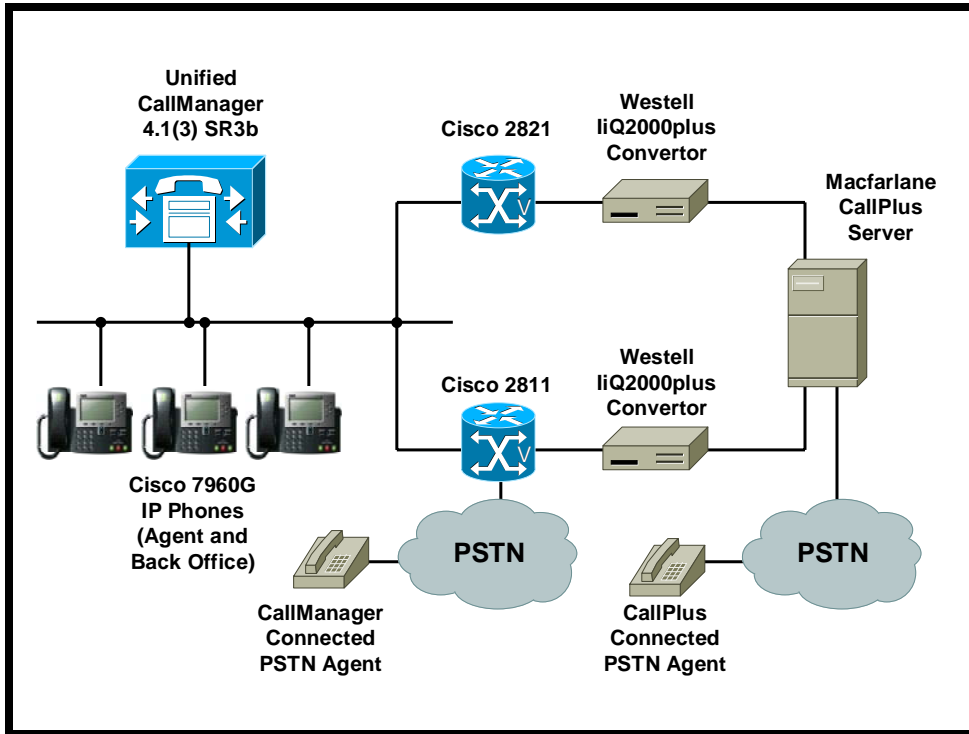 Unified
CallManager
4.1(3) SR3b
Cisco 2821
Westell
IiQ2000plus
Convertor
Macfarlane
CallPlus
Server
V
Cisco 2811
Westell
IiQ2000plus
Convertor
V
Cisco 7960G
IP Phones
(Agent and
Back Office)
PSTN
PSTN
CallManager
Connected
PSTN Agent
CallPlus
Connected
PSTN Agent